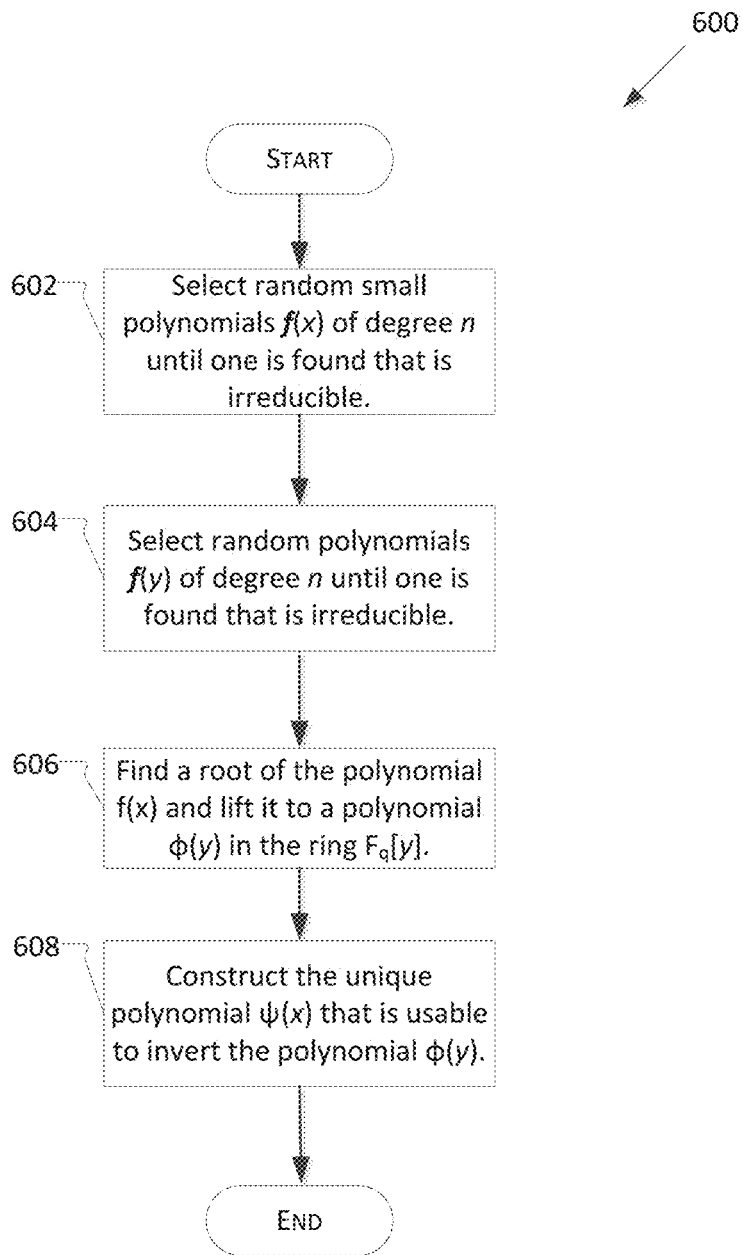 600
START
602
Select random small
polynomials f(x) of degree n
until one is found that is
irreducible.
604
Select random polynomials
f(y) of degree n until one is
found that is irreducible.
606
Find a root of the polynomial
f(x) and lift it to a polynomial
ϕ(y) in the ring Fq[y].
608
Construct the unique
polynomial ψ(x) that is usable
to invert the polynomial ϕ(y).
END